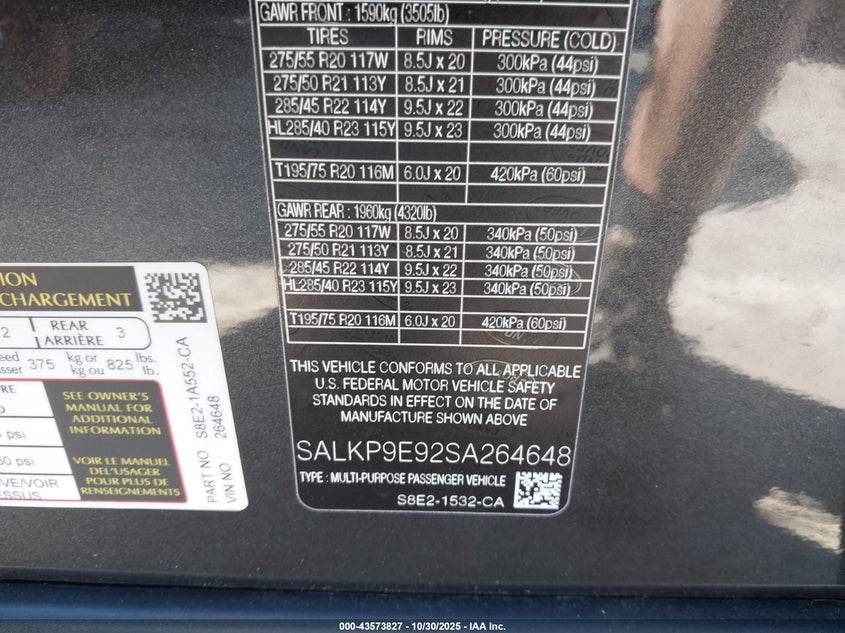 GAWR FRONT : 1590kg (3505lb)
TIRES RIMS PRESSURE (COLD)
275/55 R20 117W 8.5J x 20 300kPa (44psi)
275/50 R21 113Y 8.5J x 21 300kPa (44psi)
285/45 R22 114Y 9.5J x 22 300kPa (44psi)
HL285/40 R23 115Y 9.5J x 23 300kPa (44psi)
T195/75 R20 116M 6.0J x 20 420kPa (60psi)
GAWR REAR : 1960kg (4320lb)
275/55 R20 117W 8.5J x 20 340kPa (50psi)
275/50 R21 113Y 8.5J x 21 340kPa (50psi)
285/45 R22 114Y 9.5J x 22 340kPa (50psi)
HL285/40 R23 115Y 9.5J x 23 340kPa (50psi)
T195/75 R20 116M 6.0J x 20 420kPa (60psi)
THIS VEHICLE CONFORMS TO ALL APPLICABLE
U.S. FEDERAL MOTOR VEHICLE SAFETY
STANDARDS IN EFFECT ON THE DATE OF
MANUFACTURE SHOWN ABOVE
SALKP9E92SA264648
TYPE : MULTI-PURPOSE PASSENGER VEHICLE
S8E2-1532-CA
CHARGEMENT
2 REAR 3
ARRIÈRE
375 kg or 825 lbs.
kg ou lb.
SEE OWNER'S
MANUAL FOR
ADDITIONAL
INFORMATION
psi
VOIR LE MANUEL
DE L'USAGER
POUR PLUS DE
RENSEIGNEMENTS
VE/VOIR
ESSUS
PART NO : S8E2-1A552-CA
VIN NO : 264648
000-43573827 - 10/30/2025 - IAA Inc.